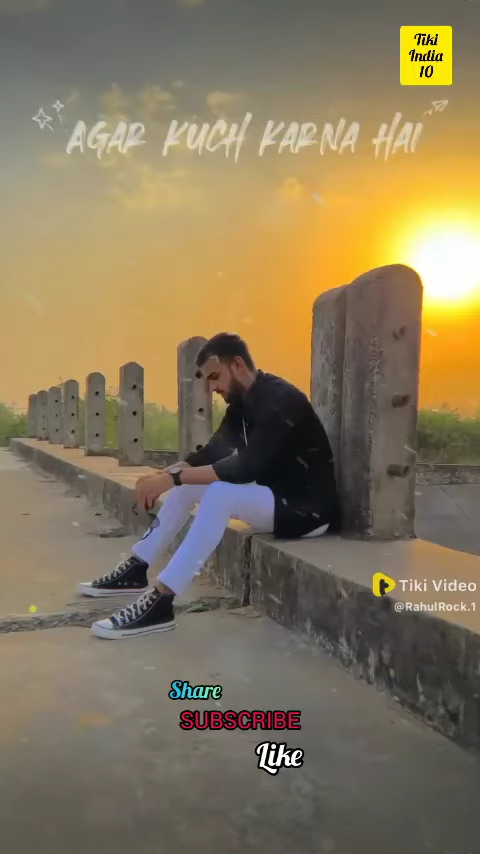 Tiki
India
10
AGAR KUCH KARNA HAI
Tiki Video
@RahulRock.1
Share
SUBSCRIBE
Like